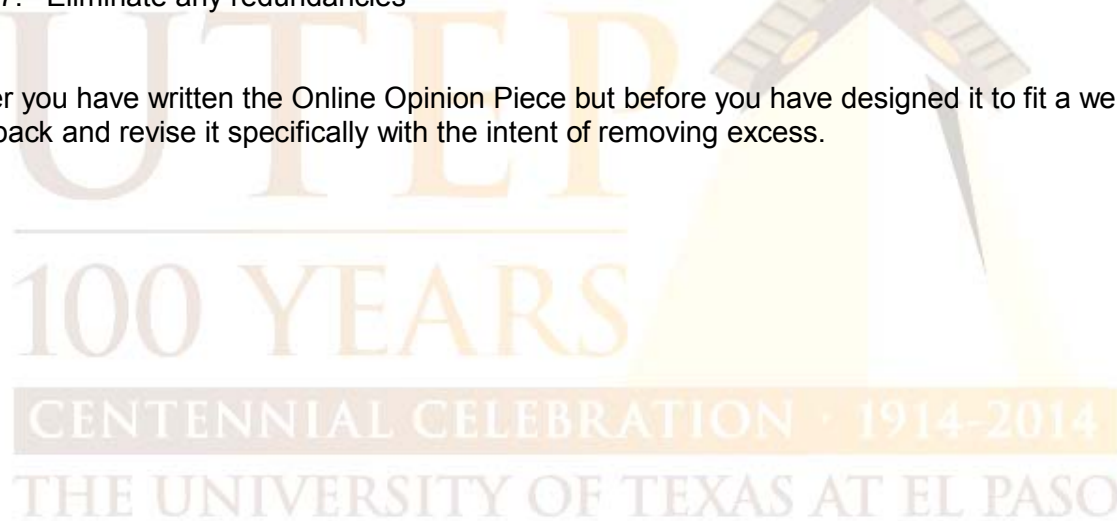 7. Eliminate any redundancies
er you have written the Online Opinion Piece but before you have designed it to fit a we
back and revise it specifically with the intent of removing excess.
UTEP
100 YEARS
CENTENNIAL CELEBRATION · 1914-2014
THE UNIVERSITY OF TEXAS AT EL PASO